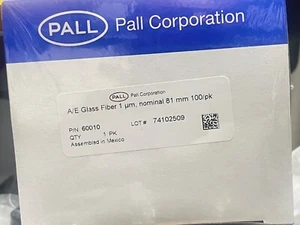 PALL Pall Corporation
PALL Pall Corporation
A/E Glass Fiber 1 µm, nominal 81 mm 100/pk
P/N 60010 LOT # 74102509
QTY 1 PK
Assembled in Mexico